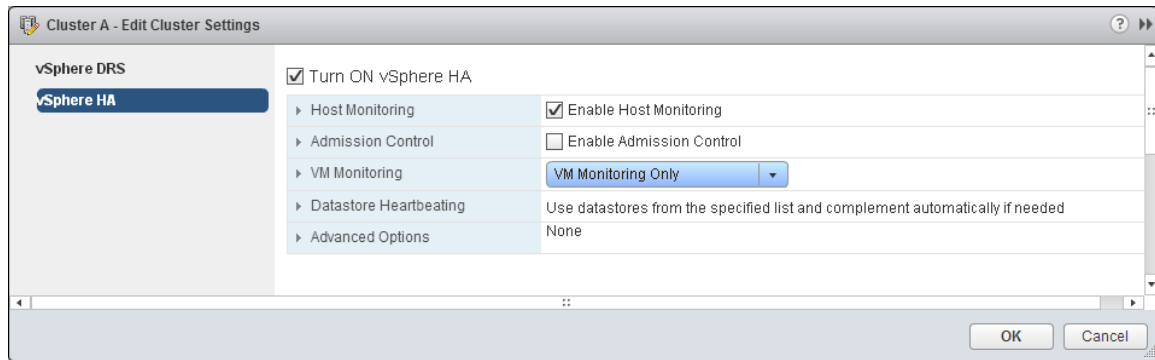 Cluster A - Edit Cluster Settings
vSphere DRS
vSphere HA
Turn ON vSphere HA
Host Monitoring Enable Host Monitoring
Admission Control Enable Admission Control
VM Monitoring VM Monitoring Only
Datastore Heartbeating Use datastores from the specified list and complement automatically if needed
Advanced Options None
OK Cancel